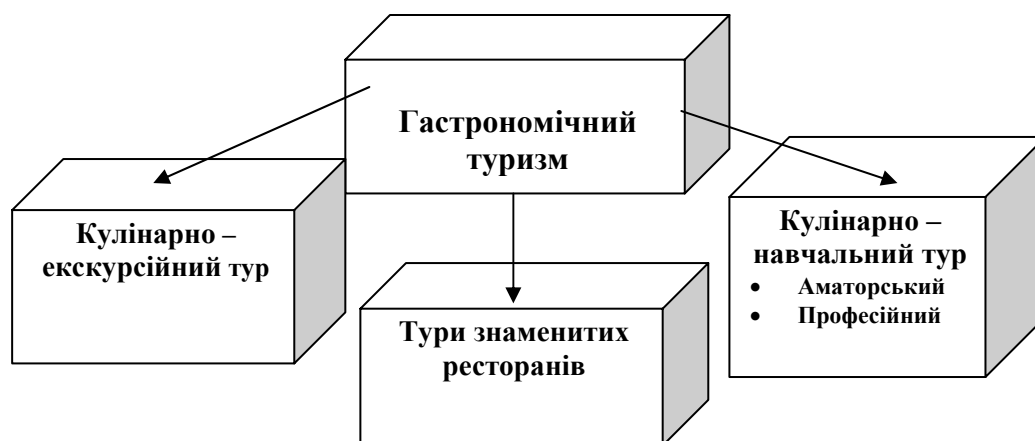 Гастрономічний
туризм
Кулінарно –
екскурсійний тур
Тури знаменитих
ресторанів
Кулінарно –
навчальний тур
• Аматорський
• Професійний